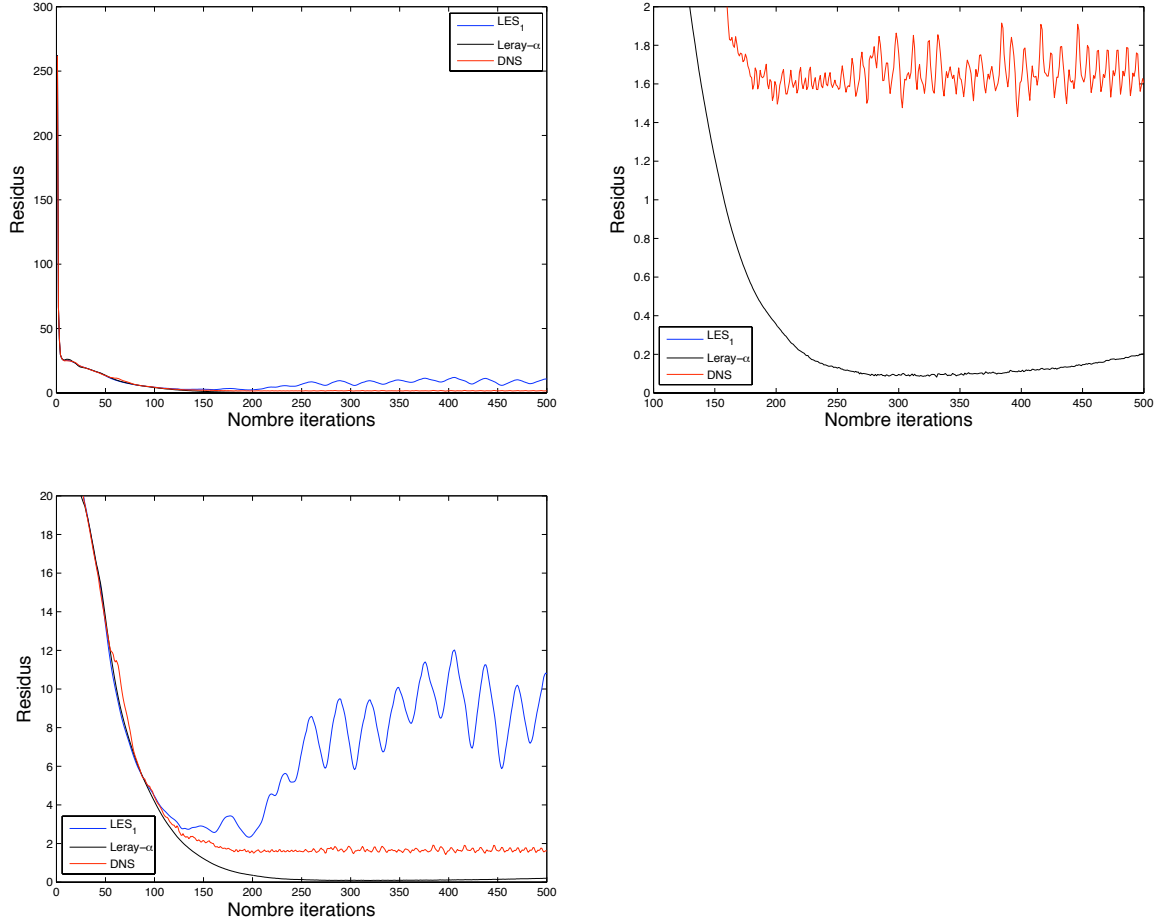 300
250
200
150
100
50
0
Residus
0 50 100 150 200 250 300 350 400 450 500
Nombre iterations
LES1
Leray-α
DNS
2
1.8
1.6
1.4
1.2
1
0.8
0.6
0.4
0.2
0
Residus
100 150 200 250 300 350 400 450 500
Nombre iterations
LES1
Leray-α
DNS
20
18
16
14
12
10
8
6
4
2
0
Residus
0 50 100 150 200 250 300 350 400 450 500
Nombre iterations
LES1
Leray-α
DNS